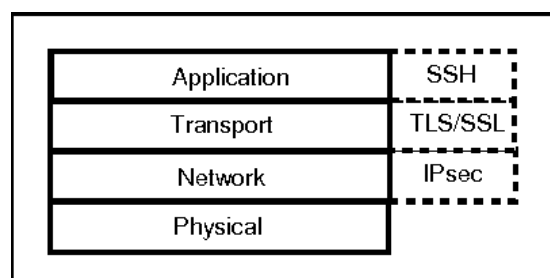 Application SSH
Transport TLS/SSL
Network IPsec
Physical